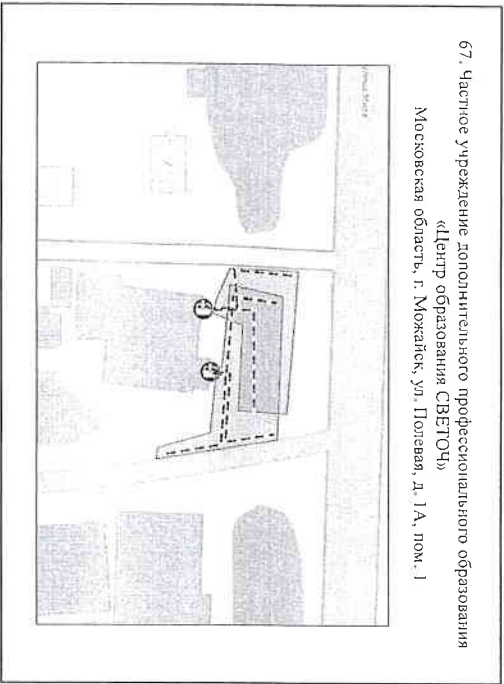 67. Частное учреждение дополнительного профессионального образования
«Центр образования СВЕТОЧ»
Московская область, г. Можайск, ул. Полевая, д. 1А, пом. 1